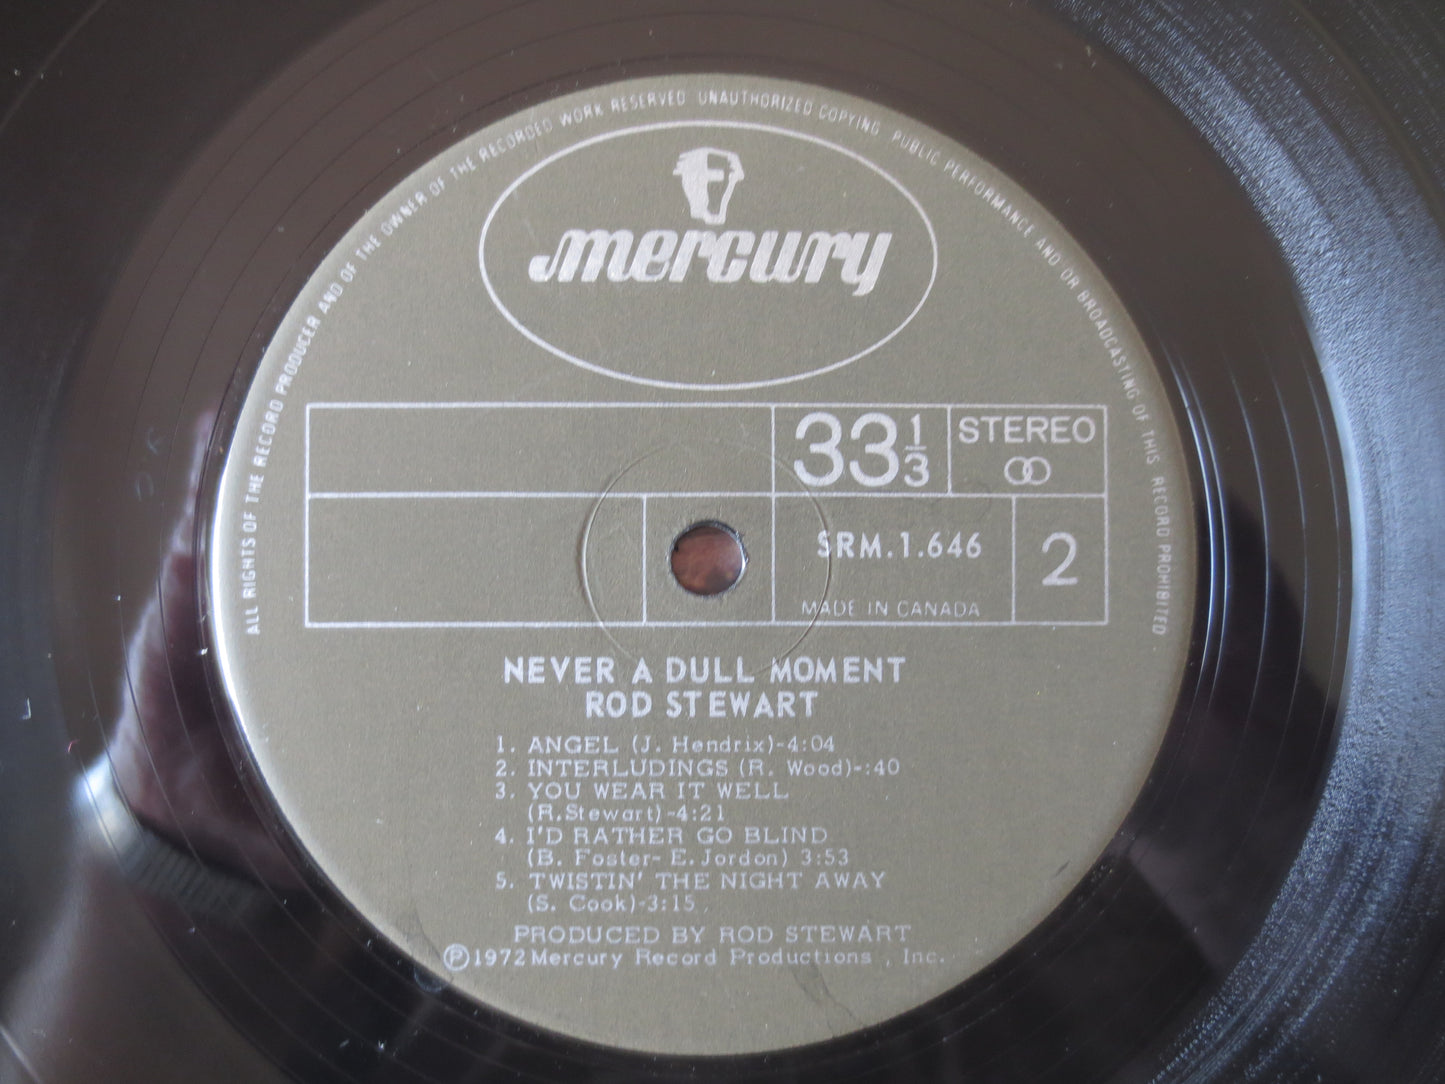 ALL RIGHTS OF THE RECORD PRODUCER AND OF THE OWNER OF THE RECORDED WORK RESERVED UNAUTHORIZED COPYING PUBLIC PERFORMANCE AND OR BROADCASTING OF THIS RECORD PROHIBITED
mercury
33 1/3 STEREO
SRM.1.646 2
MADE IN CANADA
NEVER A DULL MOMENT
ROD STEWART
1. ANGEL (J. Hendrix)-4:04
2. INTERLUDINGS (R. Wood)-:40
3. YOU WEAR IT WELL
(R.Stewart)-4:21
4. I'D RATHER GO BLIND
(B. Foster- E. Jordon) 3:53
5. TWISTIN' THE NIGHT AWAY
(S. Cook)-3:15
PRODUCED BY ROD STEWART
Ⓟ1972 Mercury Record Productions , Inc.